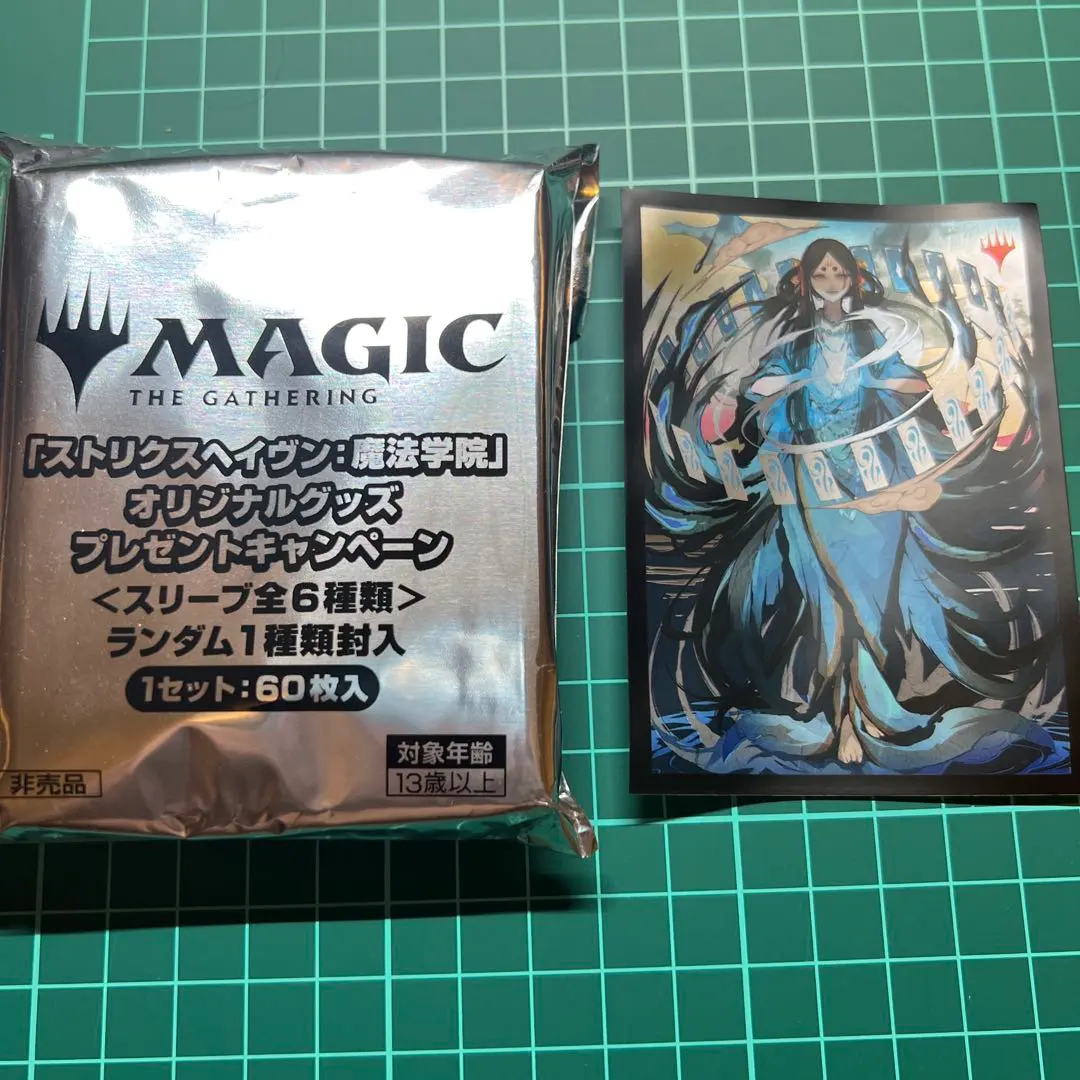 MAGIC
THE GATHERING
「ストリクスヘイヴン:魔法学院」
オリジナルグッズ
プレゼントキャンペーン
<スリーブ全6種類>
ランダム1種類封入
1セット:60枚入
非売品
対象年齢
13歳以上